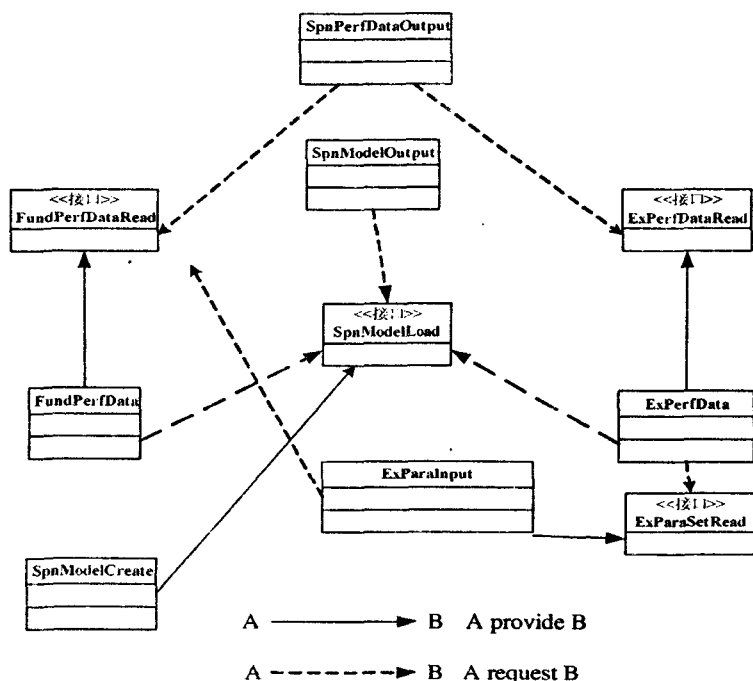 SpnPerfDataOutput
SpnModelOutput
<<接口>>
FundPerfDataRead
<<接口>>
ExPerfDataRead
<<接口>>
SpnModelLoad
FundPerfData
ExPerfData
ExParaInput
<<接口>>
ExParaSetRead
SpnModelCreate
A B A provide B
A B A request B